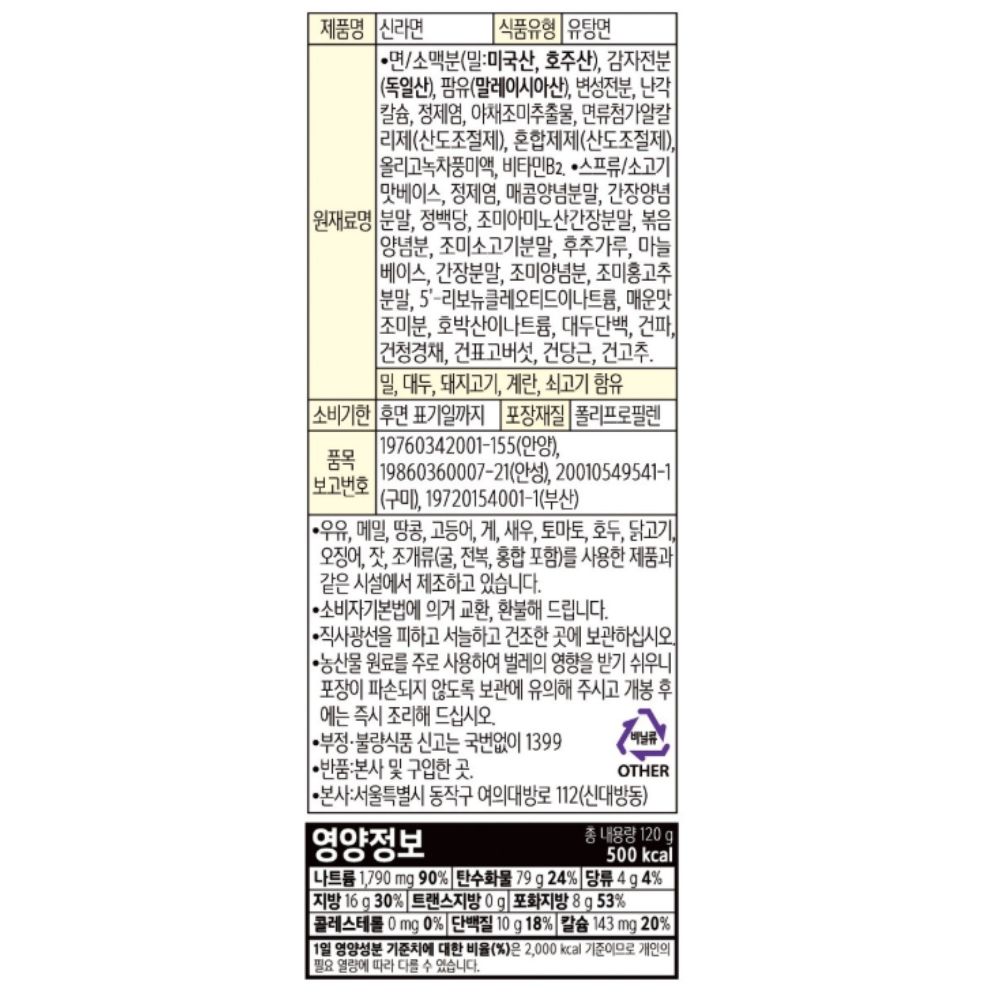 제품명 신라면 식품유형 유탕면
원재료명
•면/소맥분(밀:미국산, 호주산), 감자전분
(독일산), 팜유(말레이시아산), 변성전분, 난각
칼슘, 정제염, 야채조미추출물, 면류첨가알칼
리제(산도조절제), 혼합제제(산도조절제),
올리고녹차풍미액, 비타민B2. •스프류/소고기
맛베이스, 정제염, 매콤양념분말, 간장양념
분말, 정백당, 조미아미노산간장분말, 볶음
양념분, 조미소고기분말, 후추가루, 마늘
베이스, 간장분말, 조미양념분, 조미홍고추
분말, 5'-리보뉴클레오티드이나트륨, 매운맛
조미분, 호박산이나트륨, 대두단백, 건파,
건청경채, 건표고버섯, 건당근, 건고추.
밀, 대두, 돼지고기, 계란, 쇠고기 함유
소비기한 후면 표기일까지 포장재질 폴리프로필렌
품목
보고번호
19760342001-155(안양),
19860360007-21(안성), 20010549541-1
(구미), 19720154001-1(부산)
•우유, 메밀, 땅콩, 고등어, 게, 새우, 토마토, 호두, 닭고기,
오징어, 잣, 조개류(굴, 전복, 홍합 포함)를 사용한 제품과
같은 시설에서 제조하고 있습니다.
•소비자기본법에 의거 교환, 환불해 드립니다.
•직사광선을 피하고 서늘하고 건조한 곳에 보관하십시오.
•농산물 원료를 주로 사용하여 벌레의 영향을 받기 쉬우니
포장이 파손되지 않도록 보관에 유의해 주시고 개봉 후
에는 즉시 조리해 드십시오.
•부정·불량식품 신고는 국번없이 1399
•반품:본사 및 구입한 곳.
•본사:서울특별시 동작구 여의대방로 112(신대방동)
비닐류
OTHER
영양정보 총 내용량 120 g
500 kcal
나트륨 1,790 mg 90% 탄수화물 79 g 24% 당류 4 g 4%
지방 16 g 30% 트랜스지방 0 g 포화지방 8 g 53%
콜레스테롤 0 mg 0% 단백질 10 g 18% 칼슘 143 mg 20%
1일 영양성분 기준치에 대한 비율(%)은 2,000 kcal 기준이므로 개인의
필요 열량에 따라 다를 수 있습니다.